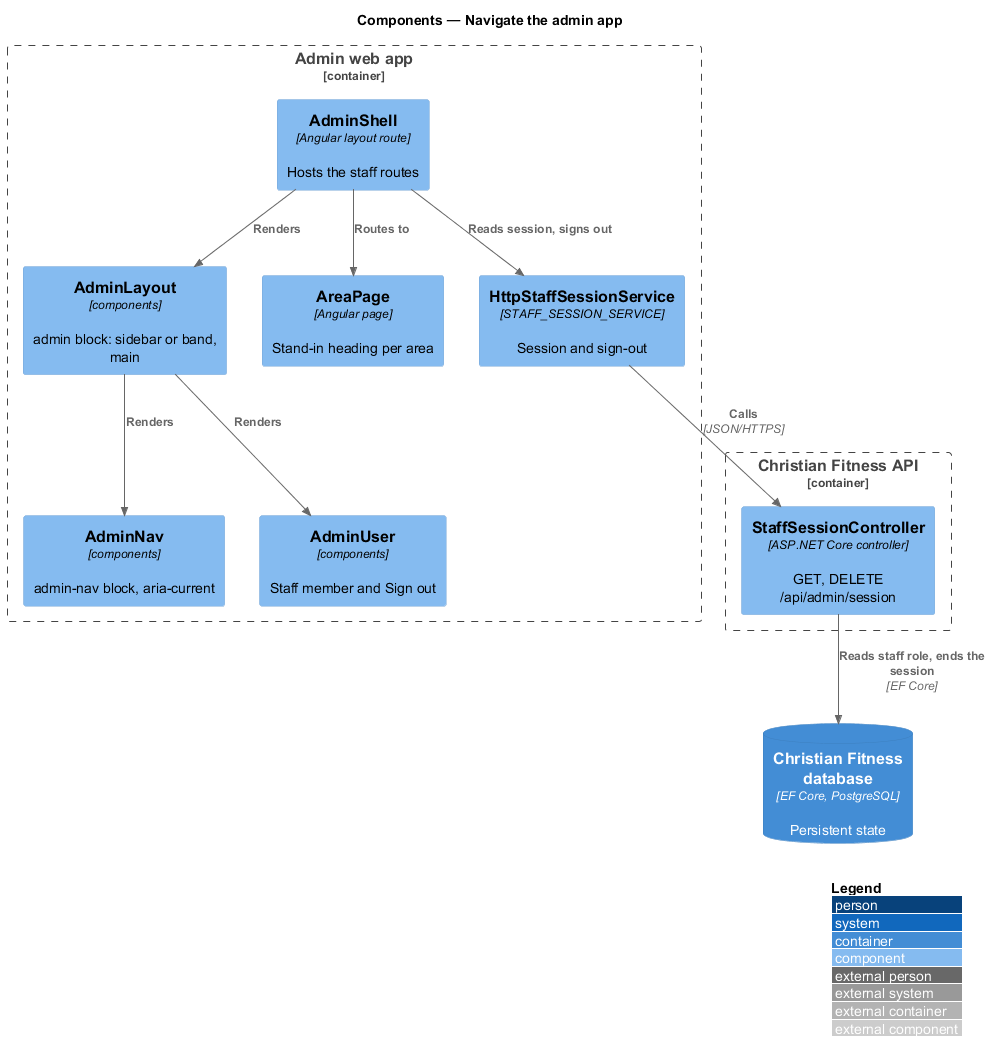 Components — Navigate the admin app
Admin web app
[container]
AdminShell
[Angular layout route]
Hosts the staff routes
Renders
Routes to
Reads session, signs out
AdminLayout
[components]
admin block: sidebar or band,
main
AreaPage
[Angular page]
Stand-in heading per area
HttpStaffSessionService
[STAFF_SESSION_SERVICE]
Session and sign-out
Renders
Renders
Calls
[JSON/HTTPS]
Christian Fitness API
[container]
AdminNav
[components]
admin-nav block, aria-current
AdminUser
[components]
Staff member and Sign out
StaffSessionController
[ASP.NET Core controller]
GET, DELETE
/api/admin/session
Reads staff role, ends the
session
[EF Core]
Christian Fitness
database
[EF Core, PostgreSQL]
Persistent state
Legend
person
system
container
component
external person
external system
external container
external component